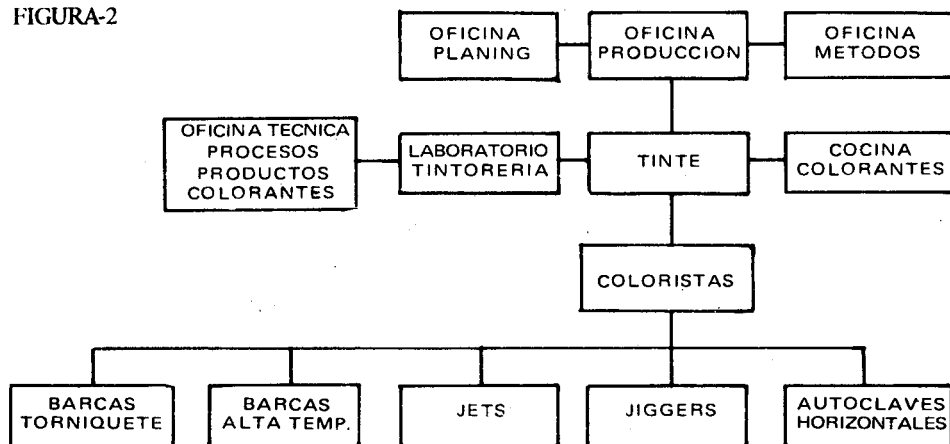 FIGURA-2
OFICINA
PLANING
OFICINA
PRODUCCION
OFICINA
METODOS
OFICINA TECNICA
PROCESOS
PRODUCTOS
COLORANTES
LABORATORIO
TINTORERIA
TINTE
COCINA
COLORANTES
COLORISTAS
BARCAS
TORNIQUETE
BARCAS
ALTA TEMP.
JETS
JIGGERS
AUTOCLAVES
HORIZONTALES